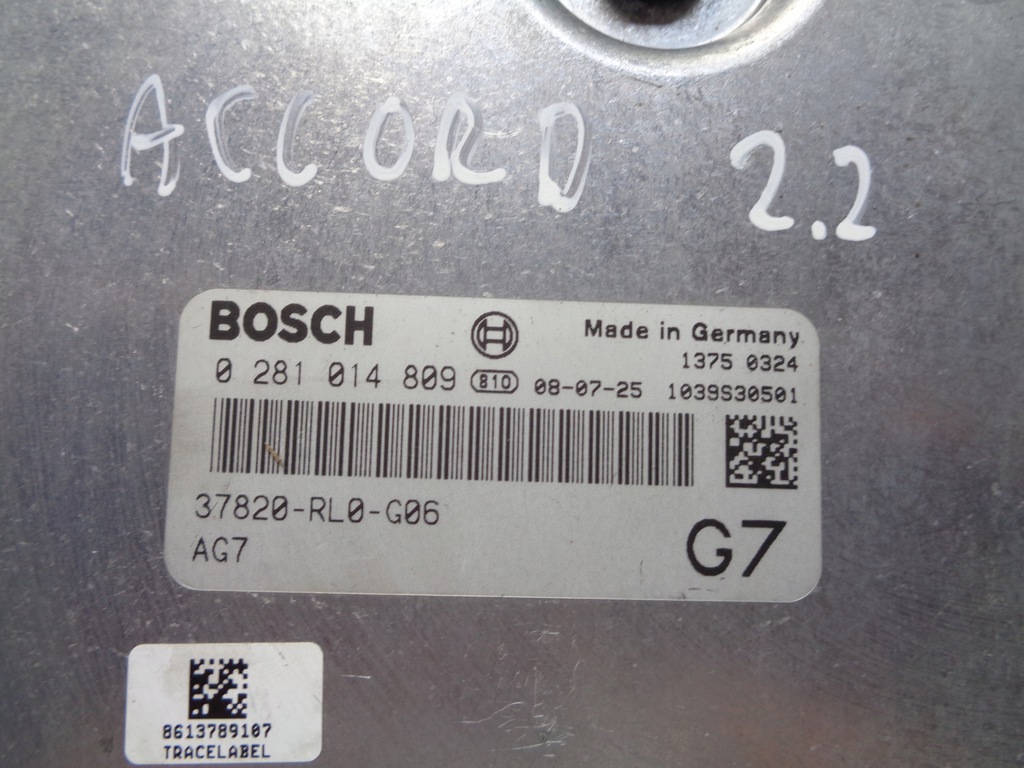 ACCORD 2.2
BOSCH
Made in Germany
1375 0324
0 281 014 809 810 08-07-25 1039S30501
37820-RL0-G06
AG7
G7
8613789107
TRACELABEL